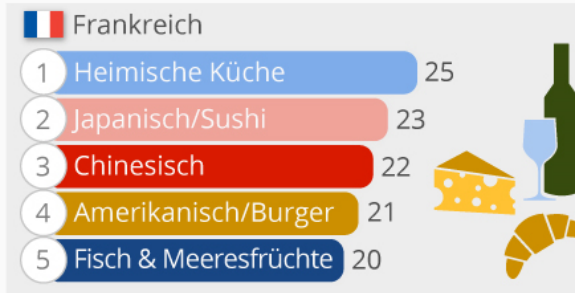 Frankreich
1 Heimische Küche 25
2 Japanisch/Sushi 23
3 Chinesisch 22
4 Amerikanisch/Burger 21
5 Fisch & Meeresfrüchte 20